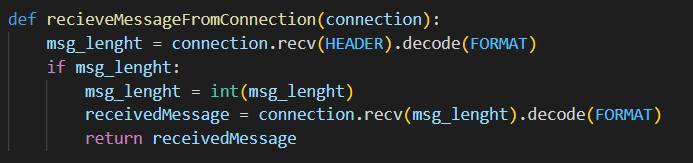 def recieveMessageFromConnection(connection):
    msg_lenght = connection.recv(HEADER).decode(FORMAT)
    if msg_lenght:
        msg_lenght = int(msg_lenght)
        receivedMessage = connection.recv(msg_lenght).decode(FORMAT)
        return receivedMessage